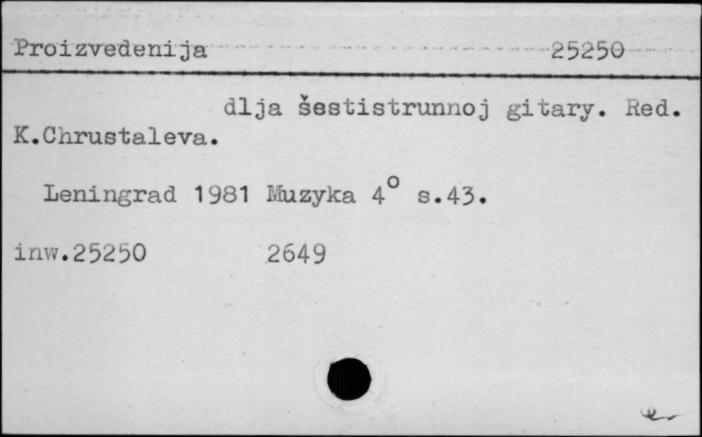 Proizvedenija 25250
dlja šestistrunnoj gitary. Red.
K.Chrustaleva.
Leningrad 1981 Muzyka 4° s.43.
inw.25250 2649